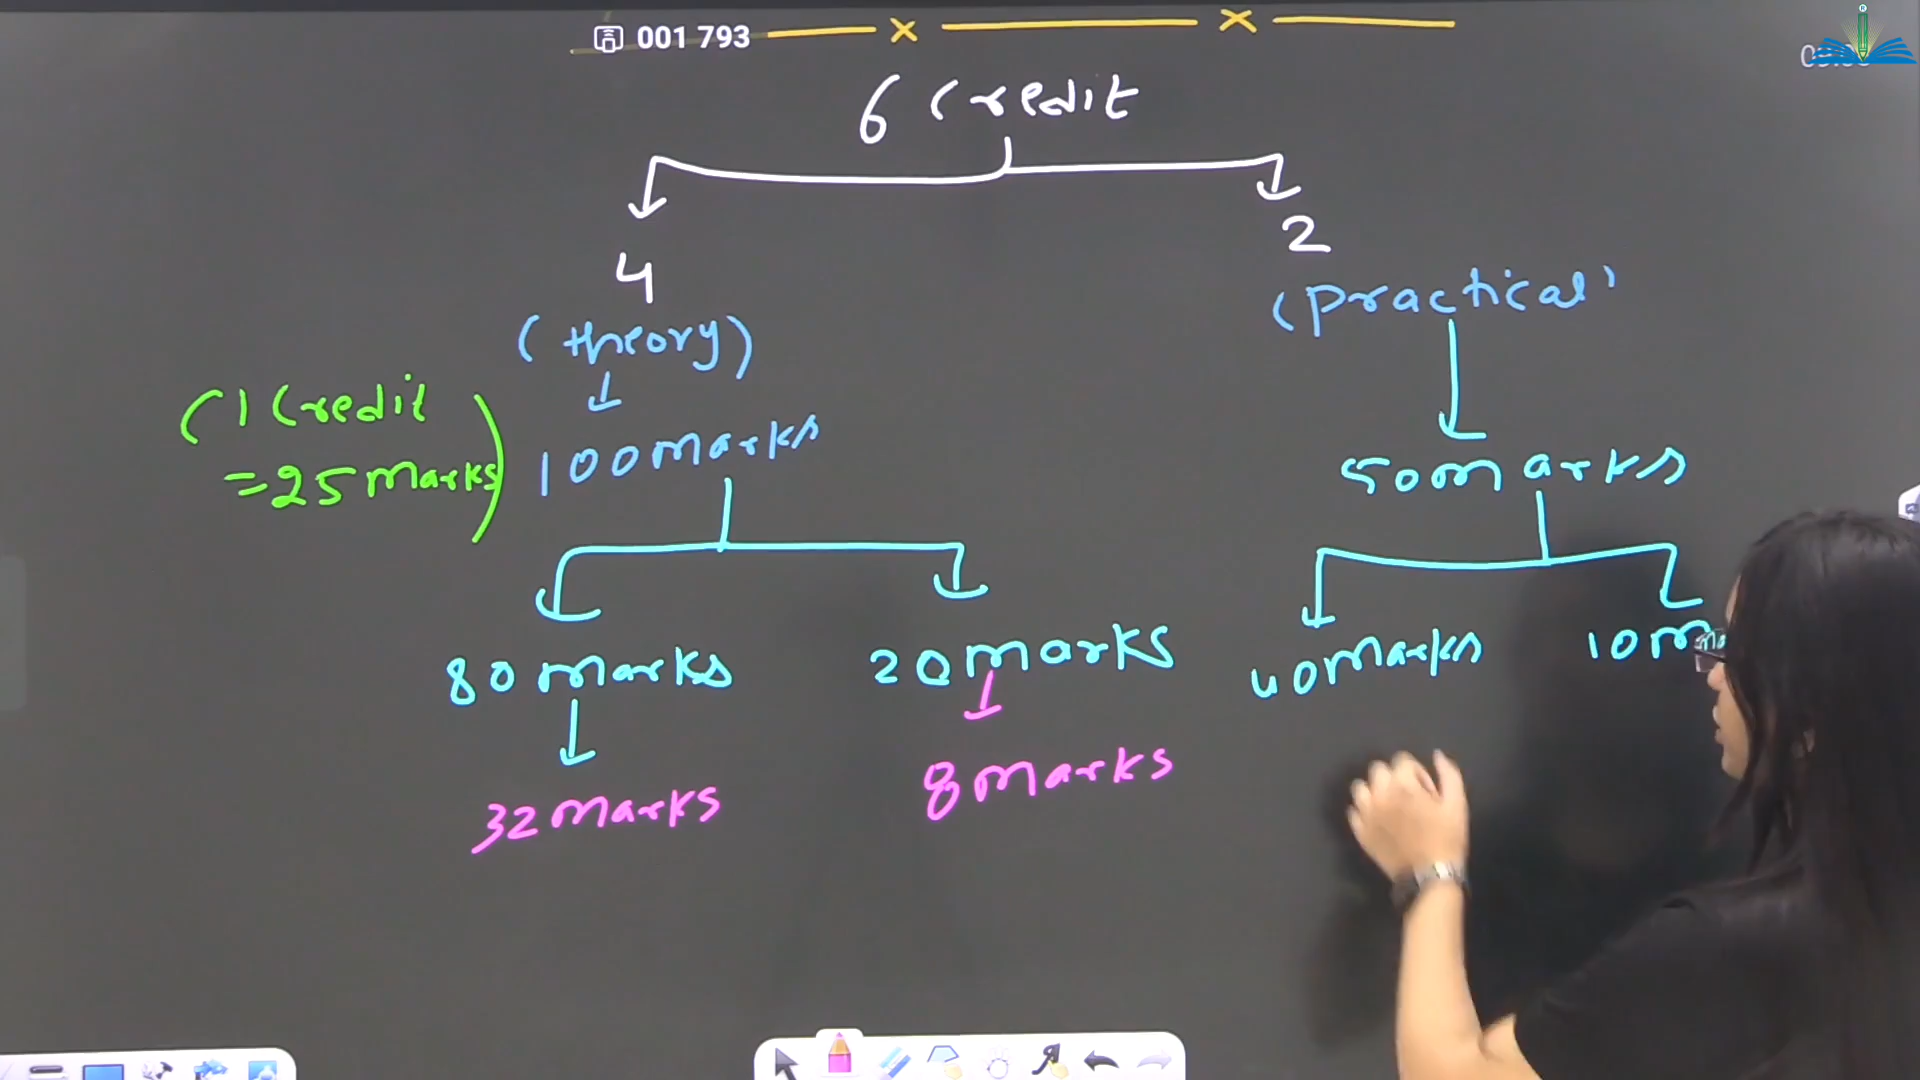 001 793
6 Credit
4
2
(theory)
(Practical)
(1 Credit
= 25 marks)
100 marks
50 marks
80 marks
20 marks
40 marks
10 m
32 marks
8 marks